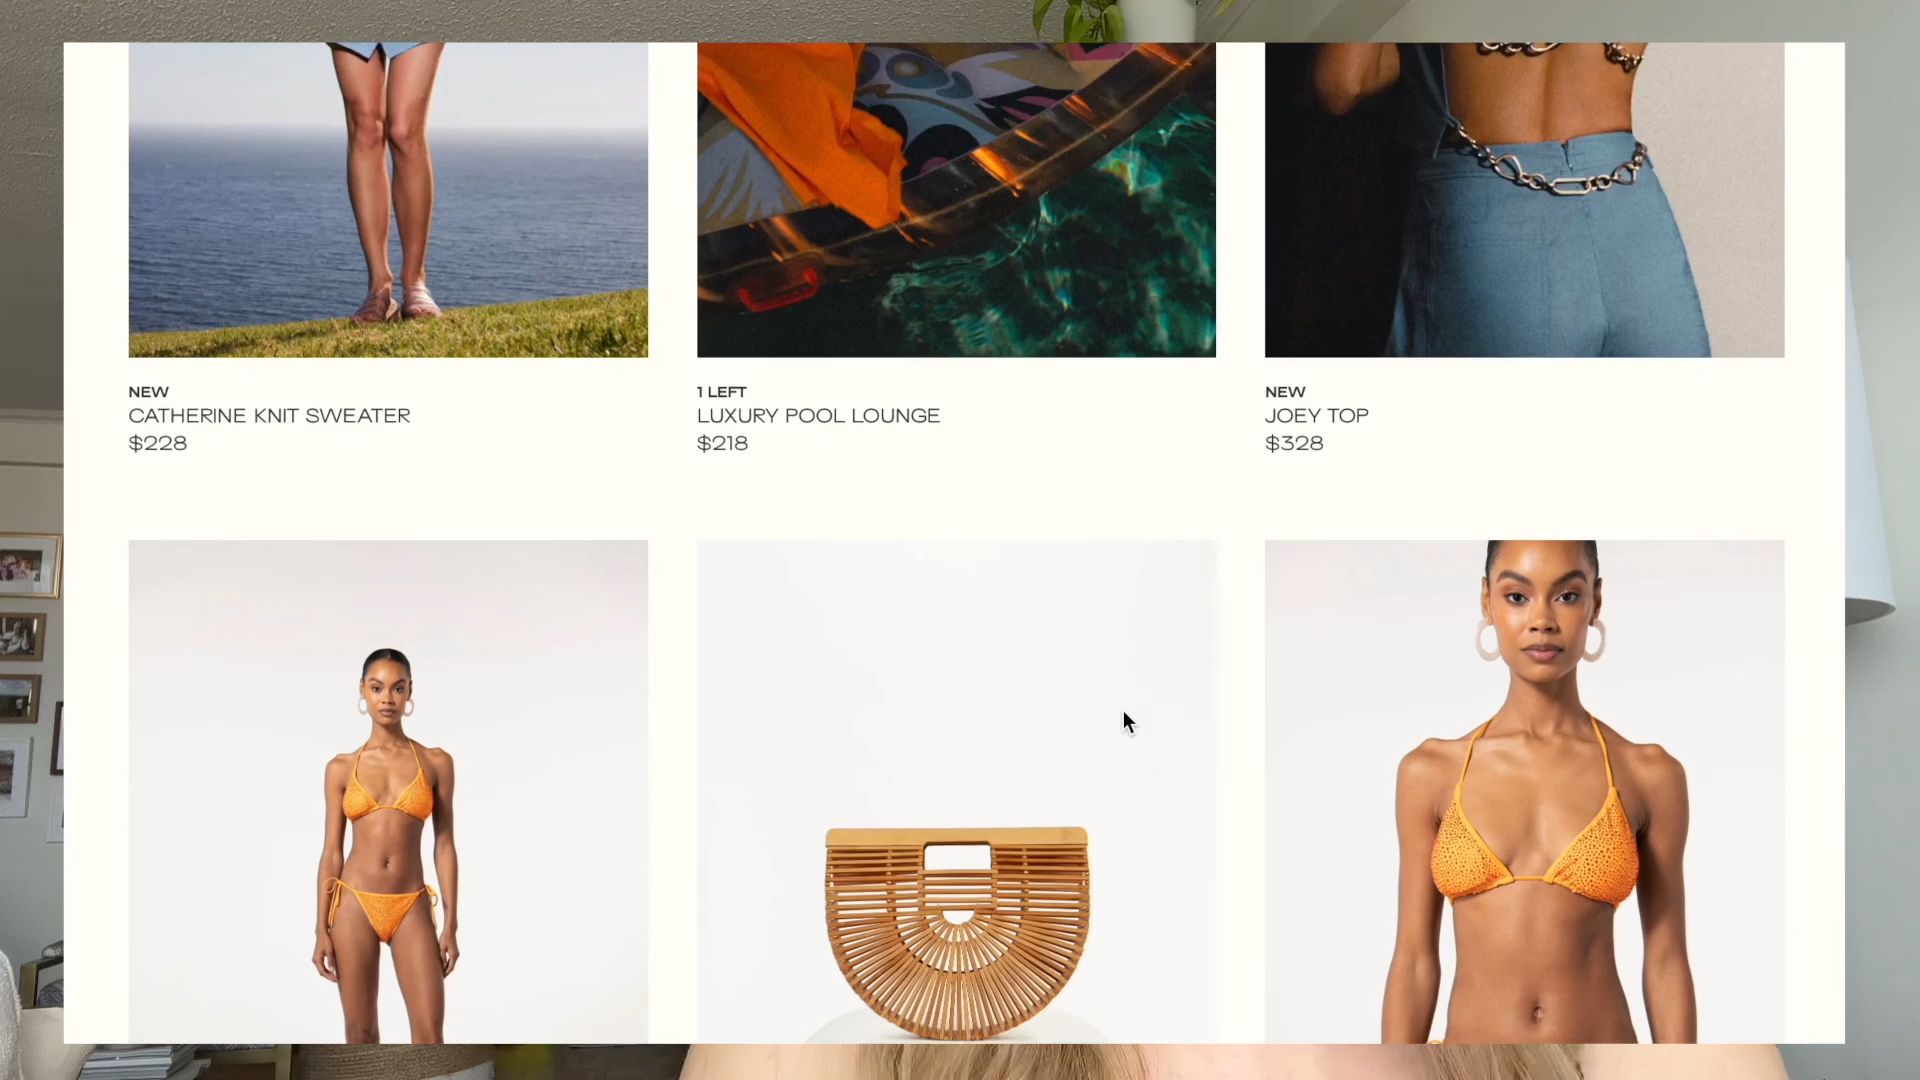 NEW
CATHERINE KNIT SWEATER
$228
1 LEFT
LUXURY POOL LOUNGE
$218
NEW
JOEY TOP
$328